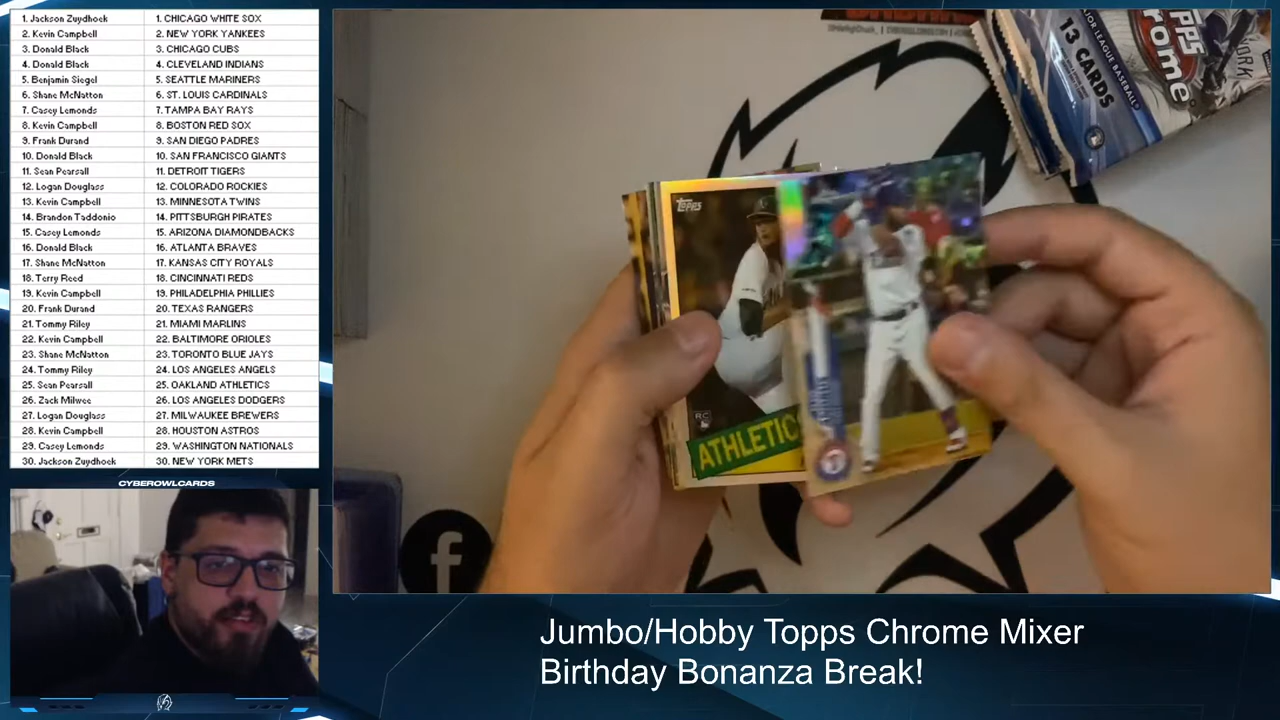 1. Jackson Zuydhoek 1. CHICAGO WHITE SOX
2. Kevin Campbell 2. NEW YORK YANKEES
3. Donald Black 3. CHICAGO CUBS
4. Donald Black 4. CLEVELAND INDIANS
5. Benjamin Siegel 5. SEATTLE MARINERS
6. Shane McNatton 6. ST. LOUIS CARDINALS
7. Casey Lemonds 7. TAMPA BAY RAYS
8. Kevin Campbell 8. BOSTON RED SOX
9. Frank Durand 9. SAN DIEGO PADRES
10. Donald Black 10. SAN FRANCISCO GIANTS
11. Sean Pearsall 11. DETROIT TIGERS
12. Logan Douglass 12. COLORADO ROCKIES
13. Kevin Campbell 13. MINNESOTA TWINS
14. Brandon Taddonio 14. PITTSBURGH PIRATES
15. Casey Lemonds 15. ARIZONA DIAMONDBACKS
16. Donald Black 16. ATLANTA BRAVES
17. Shane McNatton 17. KANSAS CITY ROYALS
18. Terry Reed 18. CINCINNATI REDS
19. Kevin Campbell 19. PHILADELPHIA PHILLIES
20. Frank Durand 20. TEXAS RANGERS
21. Tommy Riley 21. MIAMI MARLINS
22. Kevin Campbell 22. BALTIMORE ORIOLES
23. Shane McNatton 23. TORONTO BLUE JAYS
24. Tommy Riley 24. LOS ANGELES ANGELS
25. Sean Pearsall 25. OAKLAND ATHLETICS
26. Zack Milwee 26. LOS ANGELES DODGERS
27. Logan Douglass 27. MILWAUKEE BREWERS
28. Kevin Campbell 28. HOUSTON ASTROS
29. Casey Lemonds 29. WASHINGTON NATIONALS
30. Jackson Zuydhoek 30. NEW YORK METS
CYBEROWLCARDS
MAJOR LEAGUE BASEBALL
13 CARDS
Topps
RC
ATHLETIC
f
Jumbo/Hobby Topps Chrome Mixer
Birthday Bonanza Break!